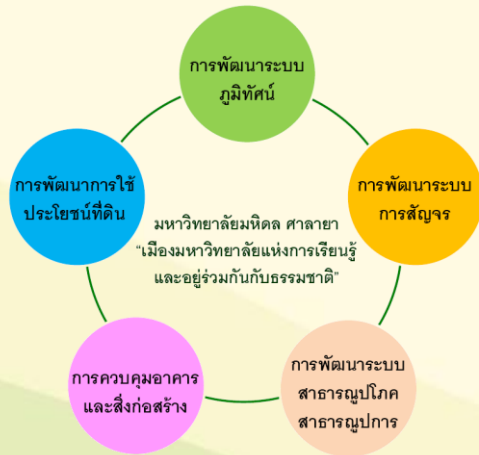 การพัฒนาระบบ
ภูมิทัศน์
การพัฒนาการใช้
ประโยชน์ที่ดิน
การพัฒนาระบบ
การสัญจร
มหาวิทยาลัยมหิดล ศาลายา
“เมืองมหาวิทยาลัยแห่งการเรียนรู้
และอยู่ร่วมกันกับธรรมชาติ”
การควบคุมอาคาร
และสิ่งก่อสร้าง
การพัฒนาระบบ
สาธารณูปโภค
สาธารณูปการ